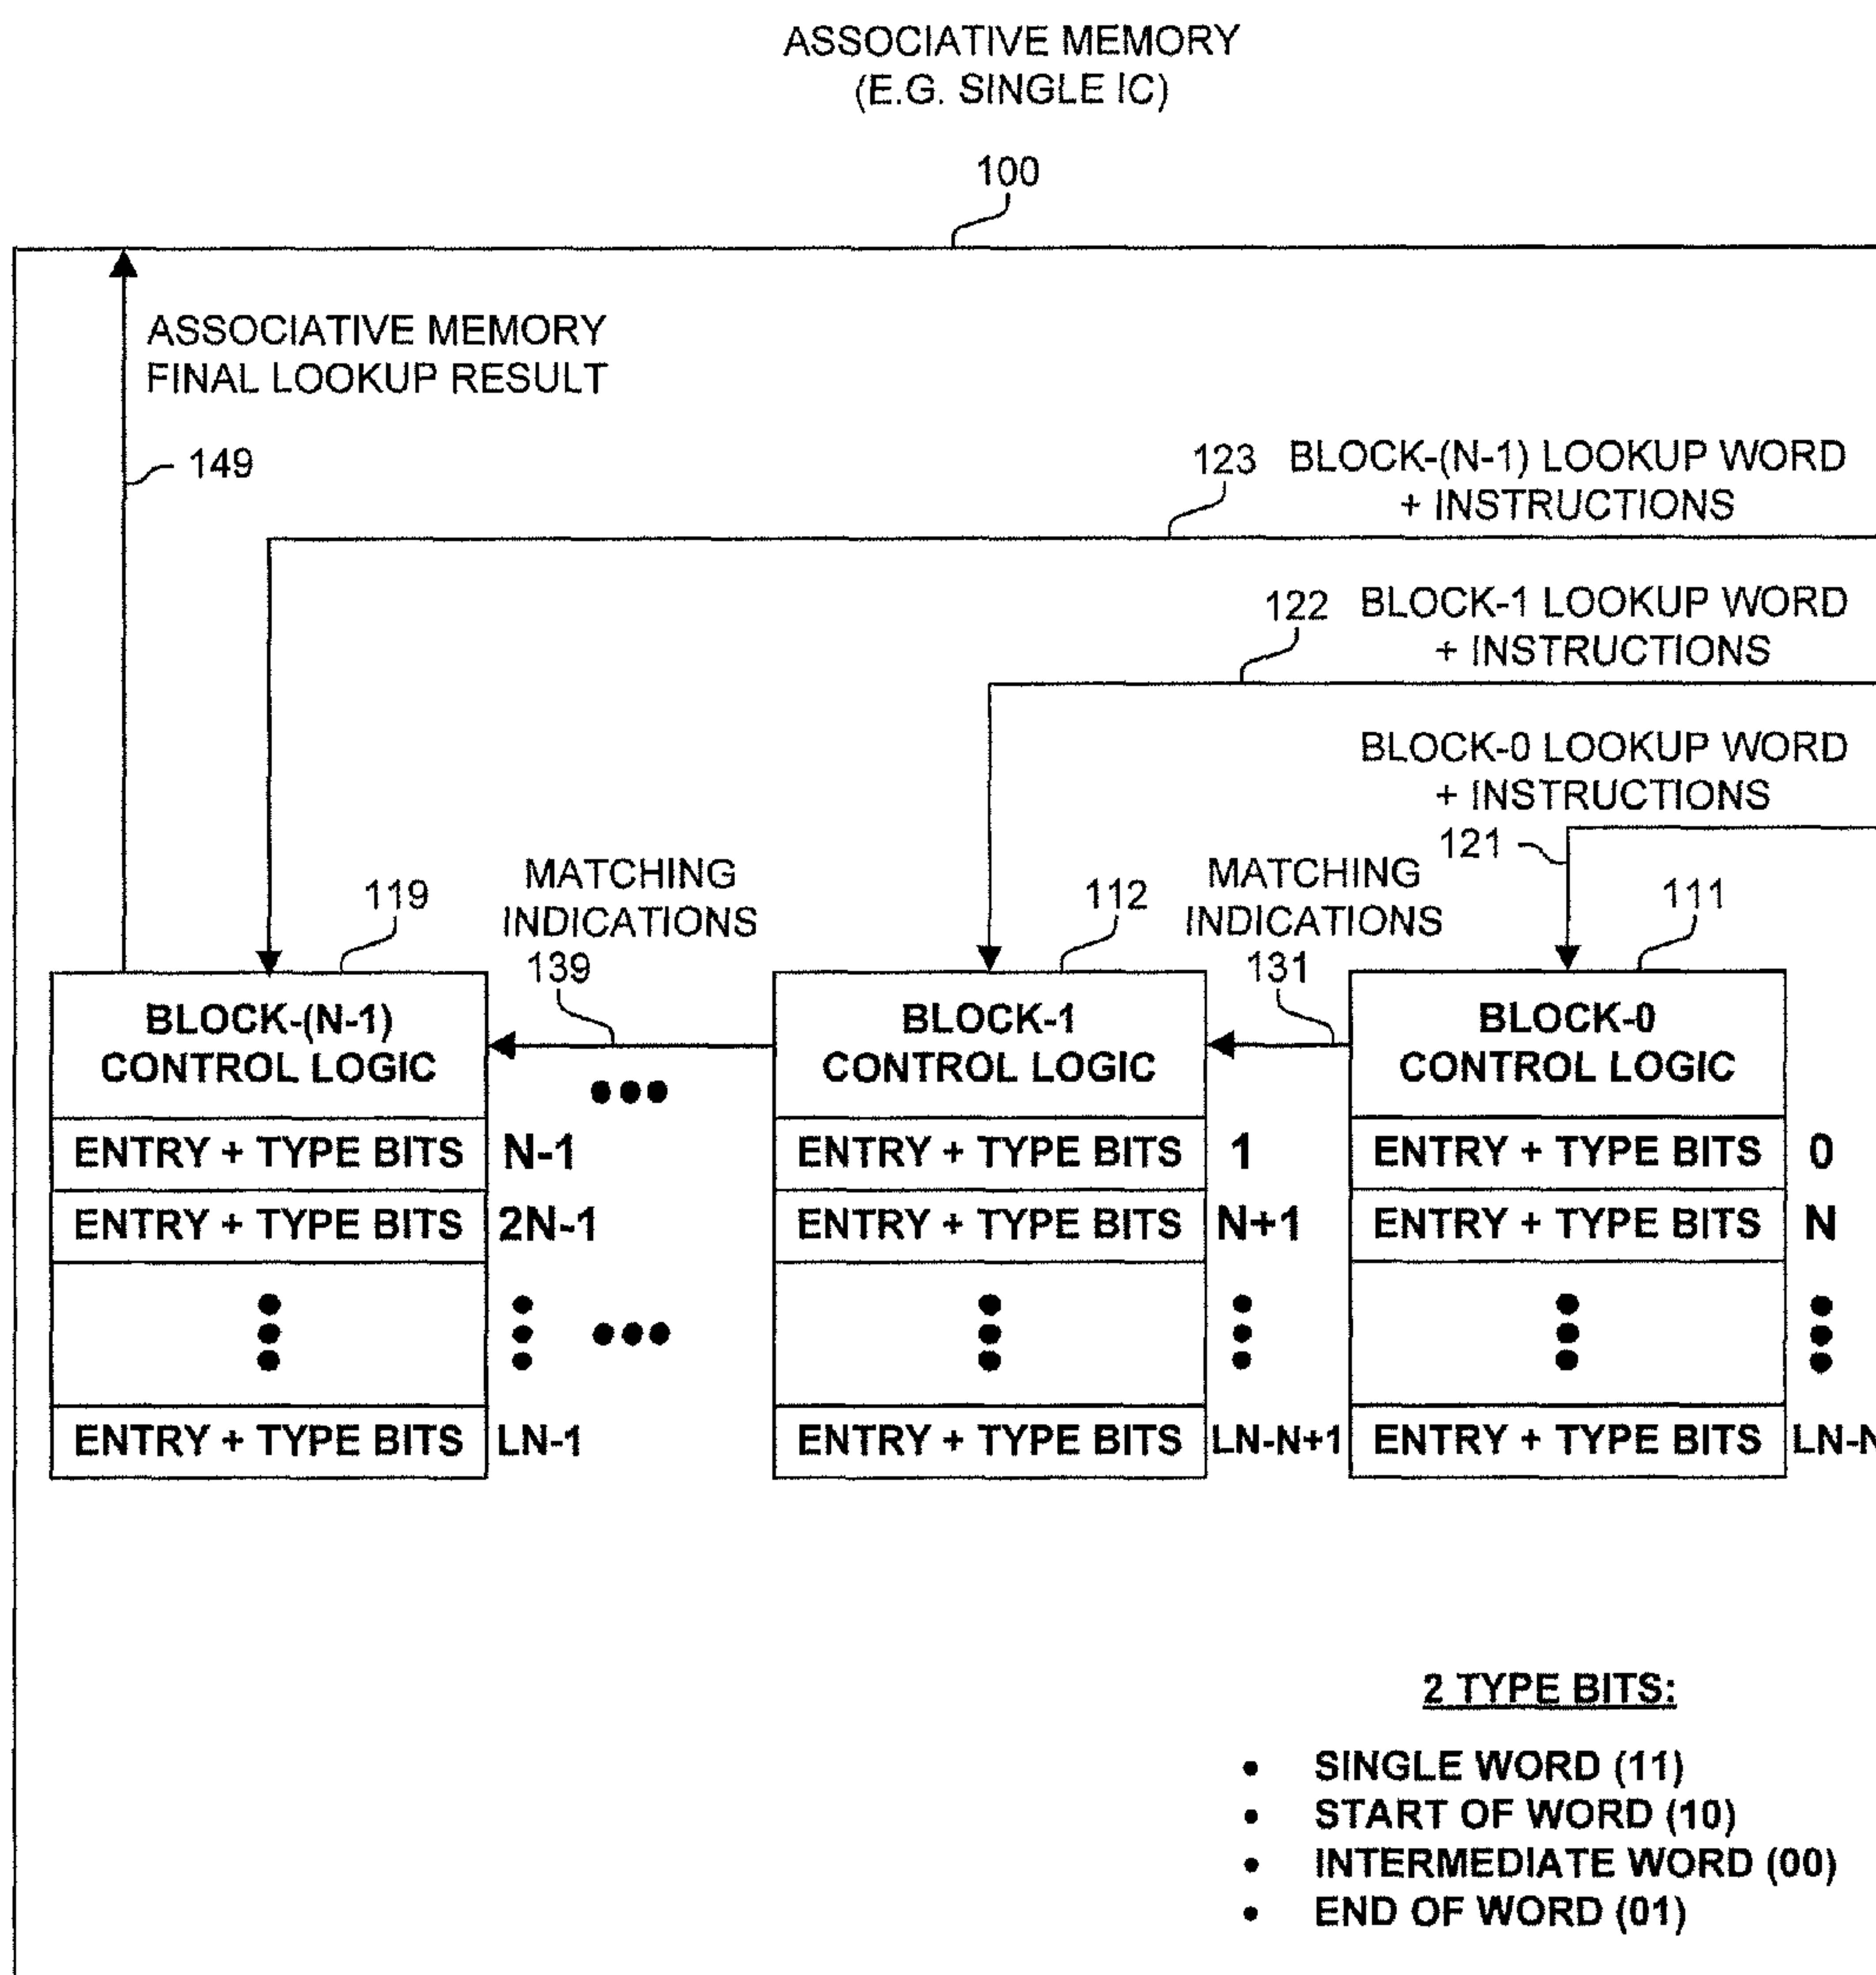 ASSOCIATIVE MEMORY
(E.G. SINGLE IC)
100
ASSOCIATIVE MEMORY
FINAL LOOKUP RESULT
149
123 BLOCK-(N-1) LOOKUP WORD
+ INSTRUCTIONS
122 BLOCK-1 LOOKUP WORD
+ INSTRUCTIONS
BLOCK-0 LOOKUP WORD
+ INSTRUCTIONS
121
119
MATCHING
INDICATIONS
139
112
MATCHING
INDICATIONS
131
111
BLOCK-(N-1)
CONTROL LOGIC
BLOCK-1
CONTROL LOGIC
BLOCK-0
CONTROL LOGIC
ENTRY + TYPE BITS N-1 ENTRY + TYPE BITS 1 ENTRY + TYPE BITS 0
ENTRY + TYPE BITS 2N-1 ENTRY + TYPE BITS N+1 ENTRY + TYPE BITS N
ENTRY + TYPE BITS LN-1 ENTRY + TYPE BITS LN-N+1 ENTRY + TYPE BITS LN-N
2 TYPE BITS:
• SINGLE WORD (11)
• START OF WORD (10)
• INTERMEDIATE WORD (00)
• END OF WORD (01)